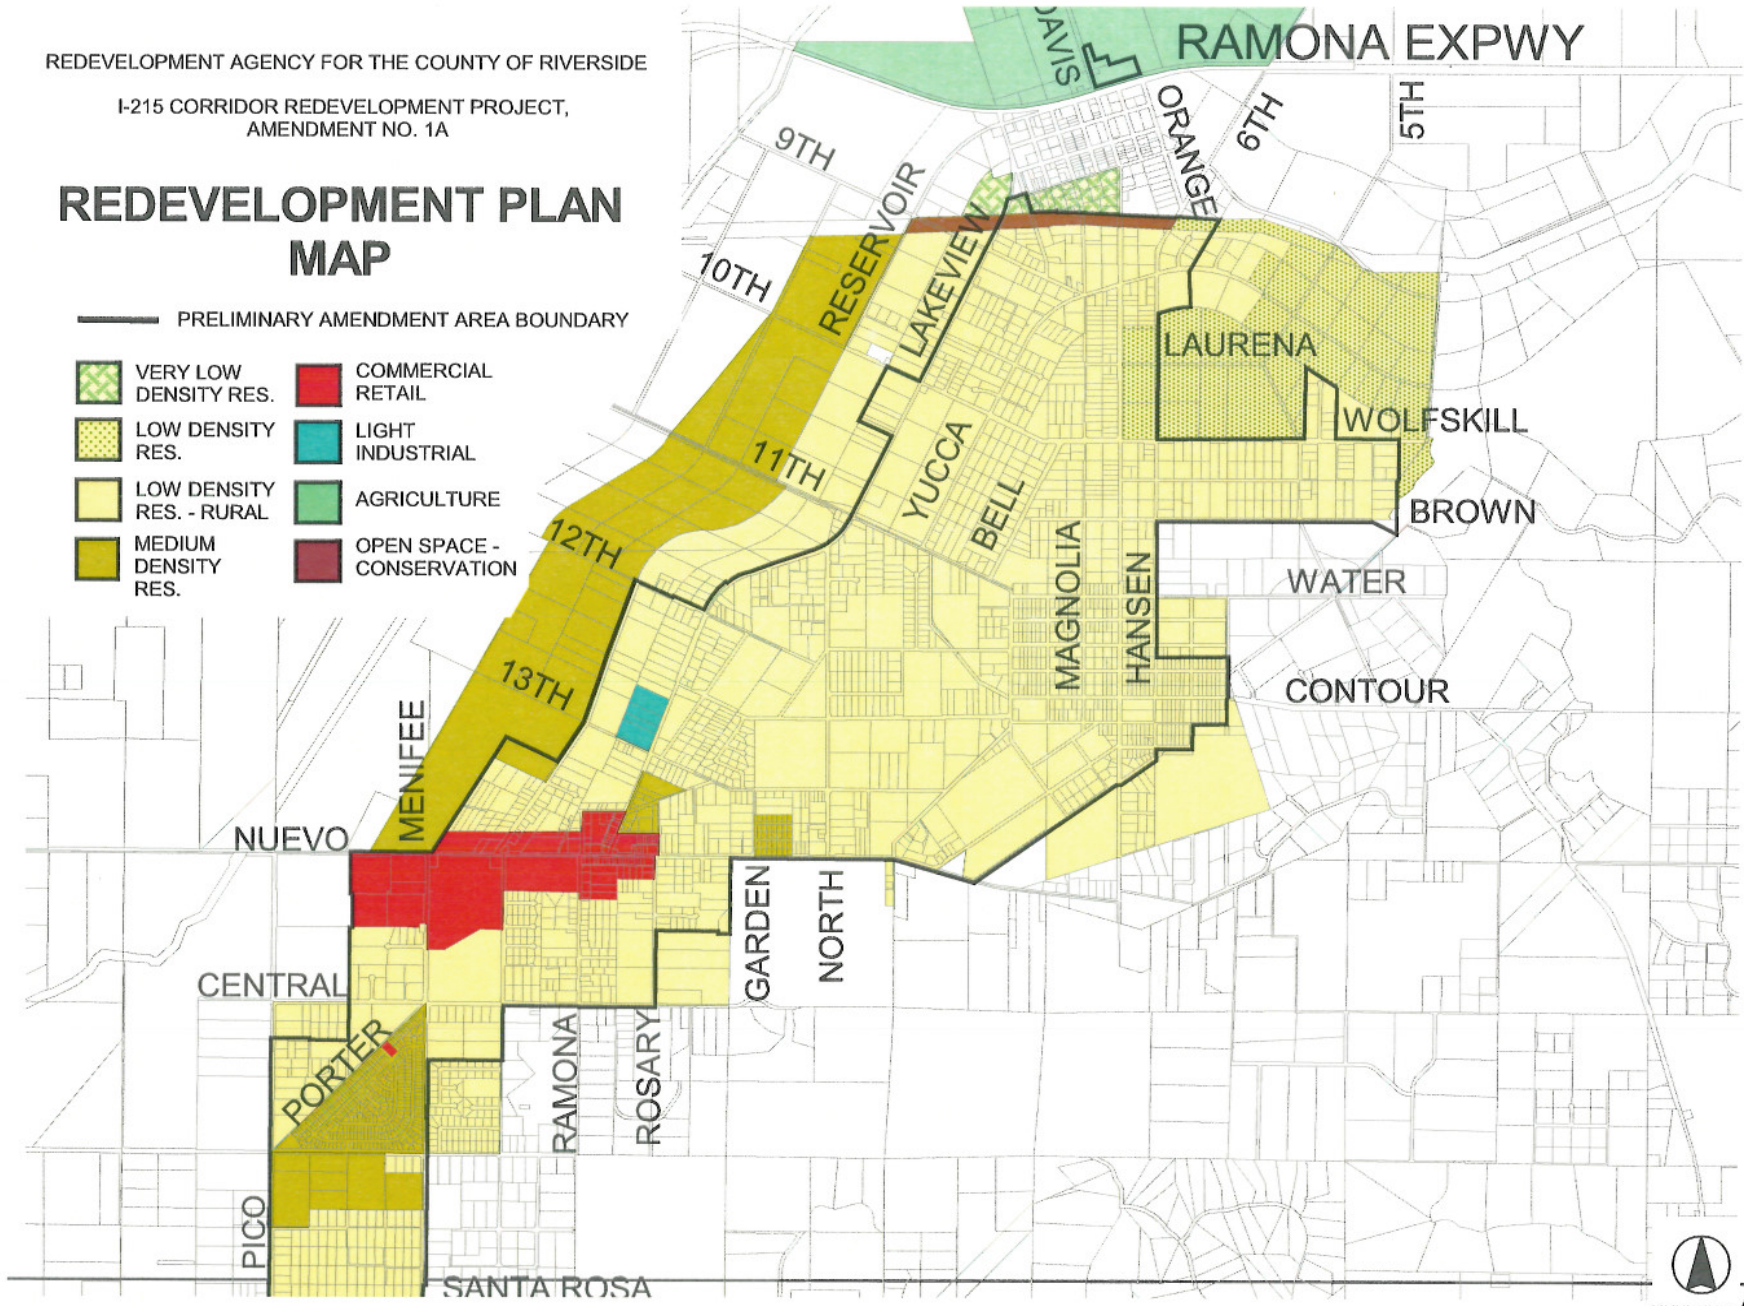 REDEVELOPMENT AGENCY FOR THE COUNTY OF RIVERSIDE
I-215 CORRIDOR REDEVELOPMENT PROJECT,
AMENDMENT NO. 1A
REDEVELOPMENT PLAN
MAP
PRELIMINARY AMENDMENT AREA BOUNDARY
VERY LOW
DENSITY RES.
LOW DENSITY
RES.
LOW DENSITY
RES. - RURAL
MEDIUM
DENSITY
RES.
COMMERCIAL
RETAIL
LIGHT
INDUSTRIAL
AGRICULTURE
OPEN SPACE -
CONSERVATION
DAVIS
RAMONA EXPWY
ORANGE
6TH
5TH
9TH
RESERVOIR
LAKEVIEW
10TH
LAURENA
WOLFSKILL
YUCCA
BELL
11TH
BROWN
12TH
MAGNOLIA
HANSEN
WATER
13TH
CONTOUR
MENIFEE
NUEVO
GARDEN
NORTH
CENTRAL
PORTER
RAMONA
ROSARY
PICO
SANTA ROSA